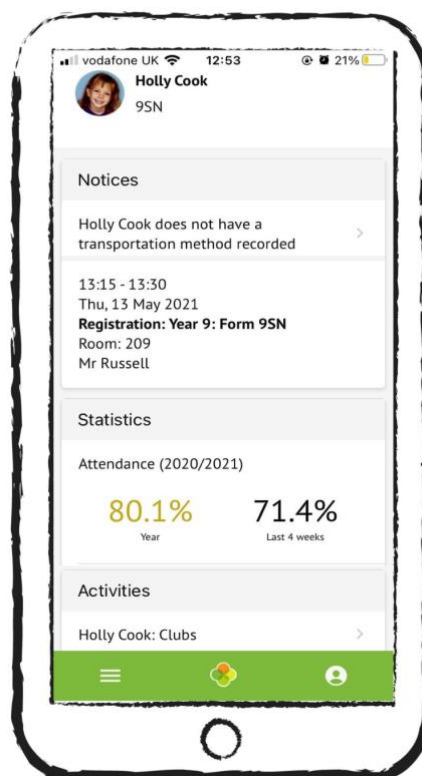 vodafone UK 12:53 21%
Holly Cook
9SN
Notices
Holly Cook does not have a
transportation method recorded
13:15 - 13:30
Thu, 13 May 2021
Registration: Year 9: Form 9SN
Room: 209
Mr Russell
Statistics
Attendance (2020/2021)
80.1% 71.4%
Year Last 4 weeks
Activities
Holly Cook: Clubs